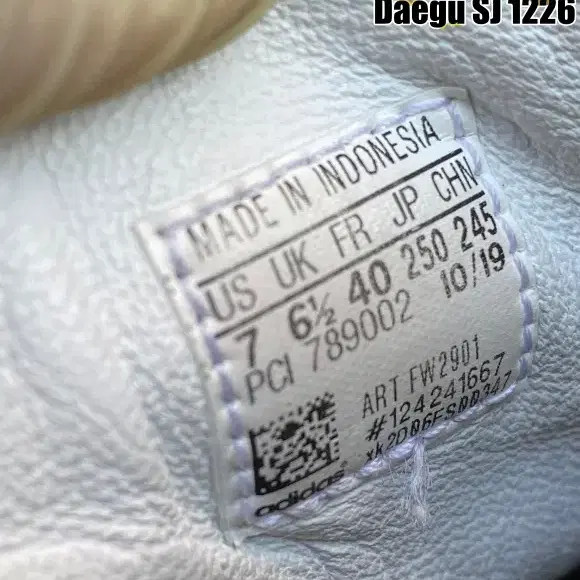 Daegu SJ 1226
MADE IN INDONESIA
US UK FR JP CHN
7 6½ 40 250 245
PCI 789002 10/19
ART FW2901
#124241667
adidas